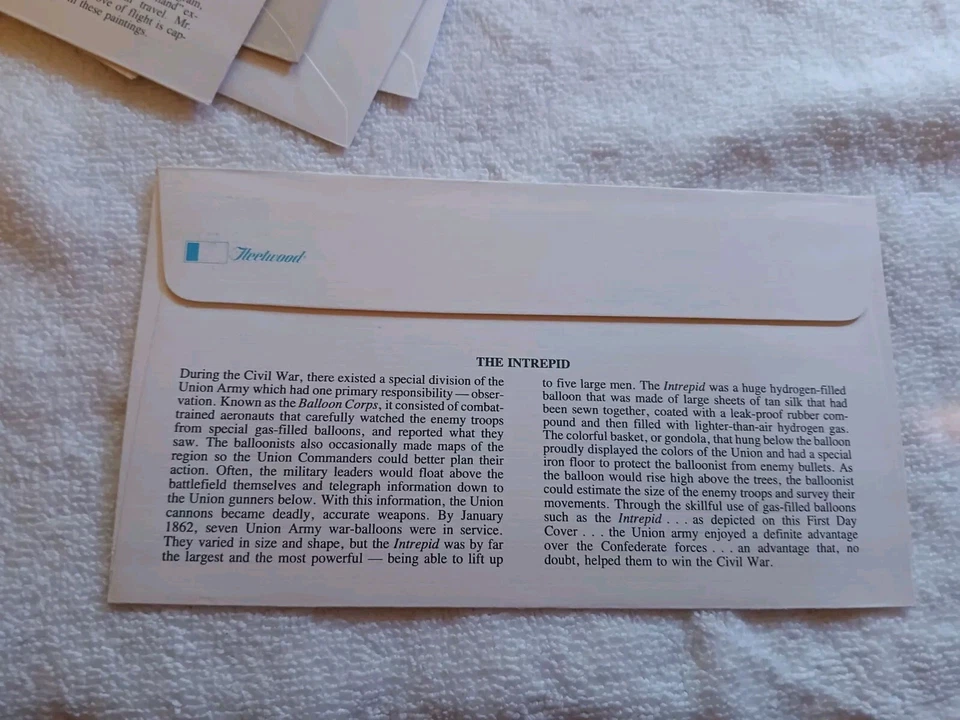 and" ex-
travel. Mr.
ve of flight is cap-
these paintings.
Fleetwood
THE INTREPID
During the Civil War, there existed a special division of the
Union Army which had one primary responsibility — obser-
vation. Known as the Balloon Corps, it consisted of combat-
trained aeronauts that carefully watched the enemy troops
from special gas-filled balloons, and reported what they
saw. The balloonists also occasionally made maps of the
region so the Union Commanders could better plan their
action. Often, the military leaders would float above the
battlefield themselves and telegraph information down to
the Union gunners below. With this information, the Union
cannons became deadly, accurate weapons. By January
1862, seven Union Army war-balloons were in service.
They varied in size and shape, but the Intrepid was by far
the largest and the most powerful — being able to lift up
to five large men. The Intrepid was a huge hydrogen-filled
balloon that was made of large sheets of tan silk that had
been sewn together, coated with a leak-proof rubber com-
pound and then filled with lighter-than-air hydrogen gas.
The colorful basket, or gondola, that hung below the balloon
proudly displayed the colors of the Union and had a special
iron floor to protect the balloonist from enemy bullets. As
the balloon would rise high above the trees, the balloonist
could estimate the size of the enemy troops and survey their
movements. Through the skillful use of gas-filled balloons
such as the Intrepid . . . as depicted on this First Day
Cover . . . the Union army enjoyed a definite advantage
over the Confederate forces . . . an advantage that, no
doubt, helped them to win the Civil War.